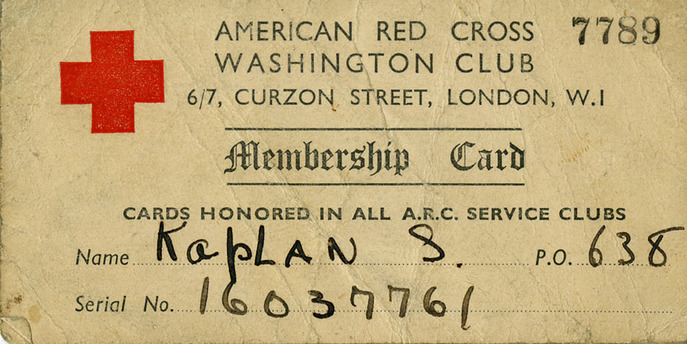 AMERICAN RED CROSS 7789
WASHINGTON CLUB
6/7, CURZON STREET, LONDON, W.1
Membership Card
CARDS HONORED IN ALL A.R.C. SERVICE CLUBS
Name KapLAN S. P.O. 638
Serial No. 16037761